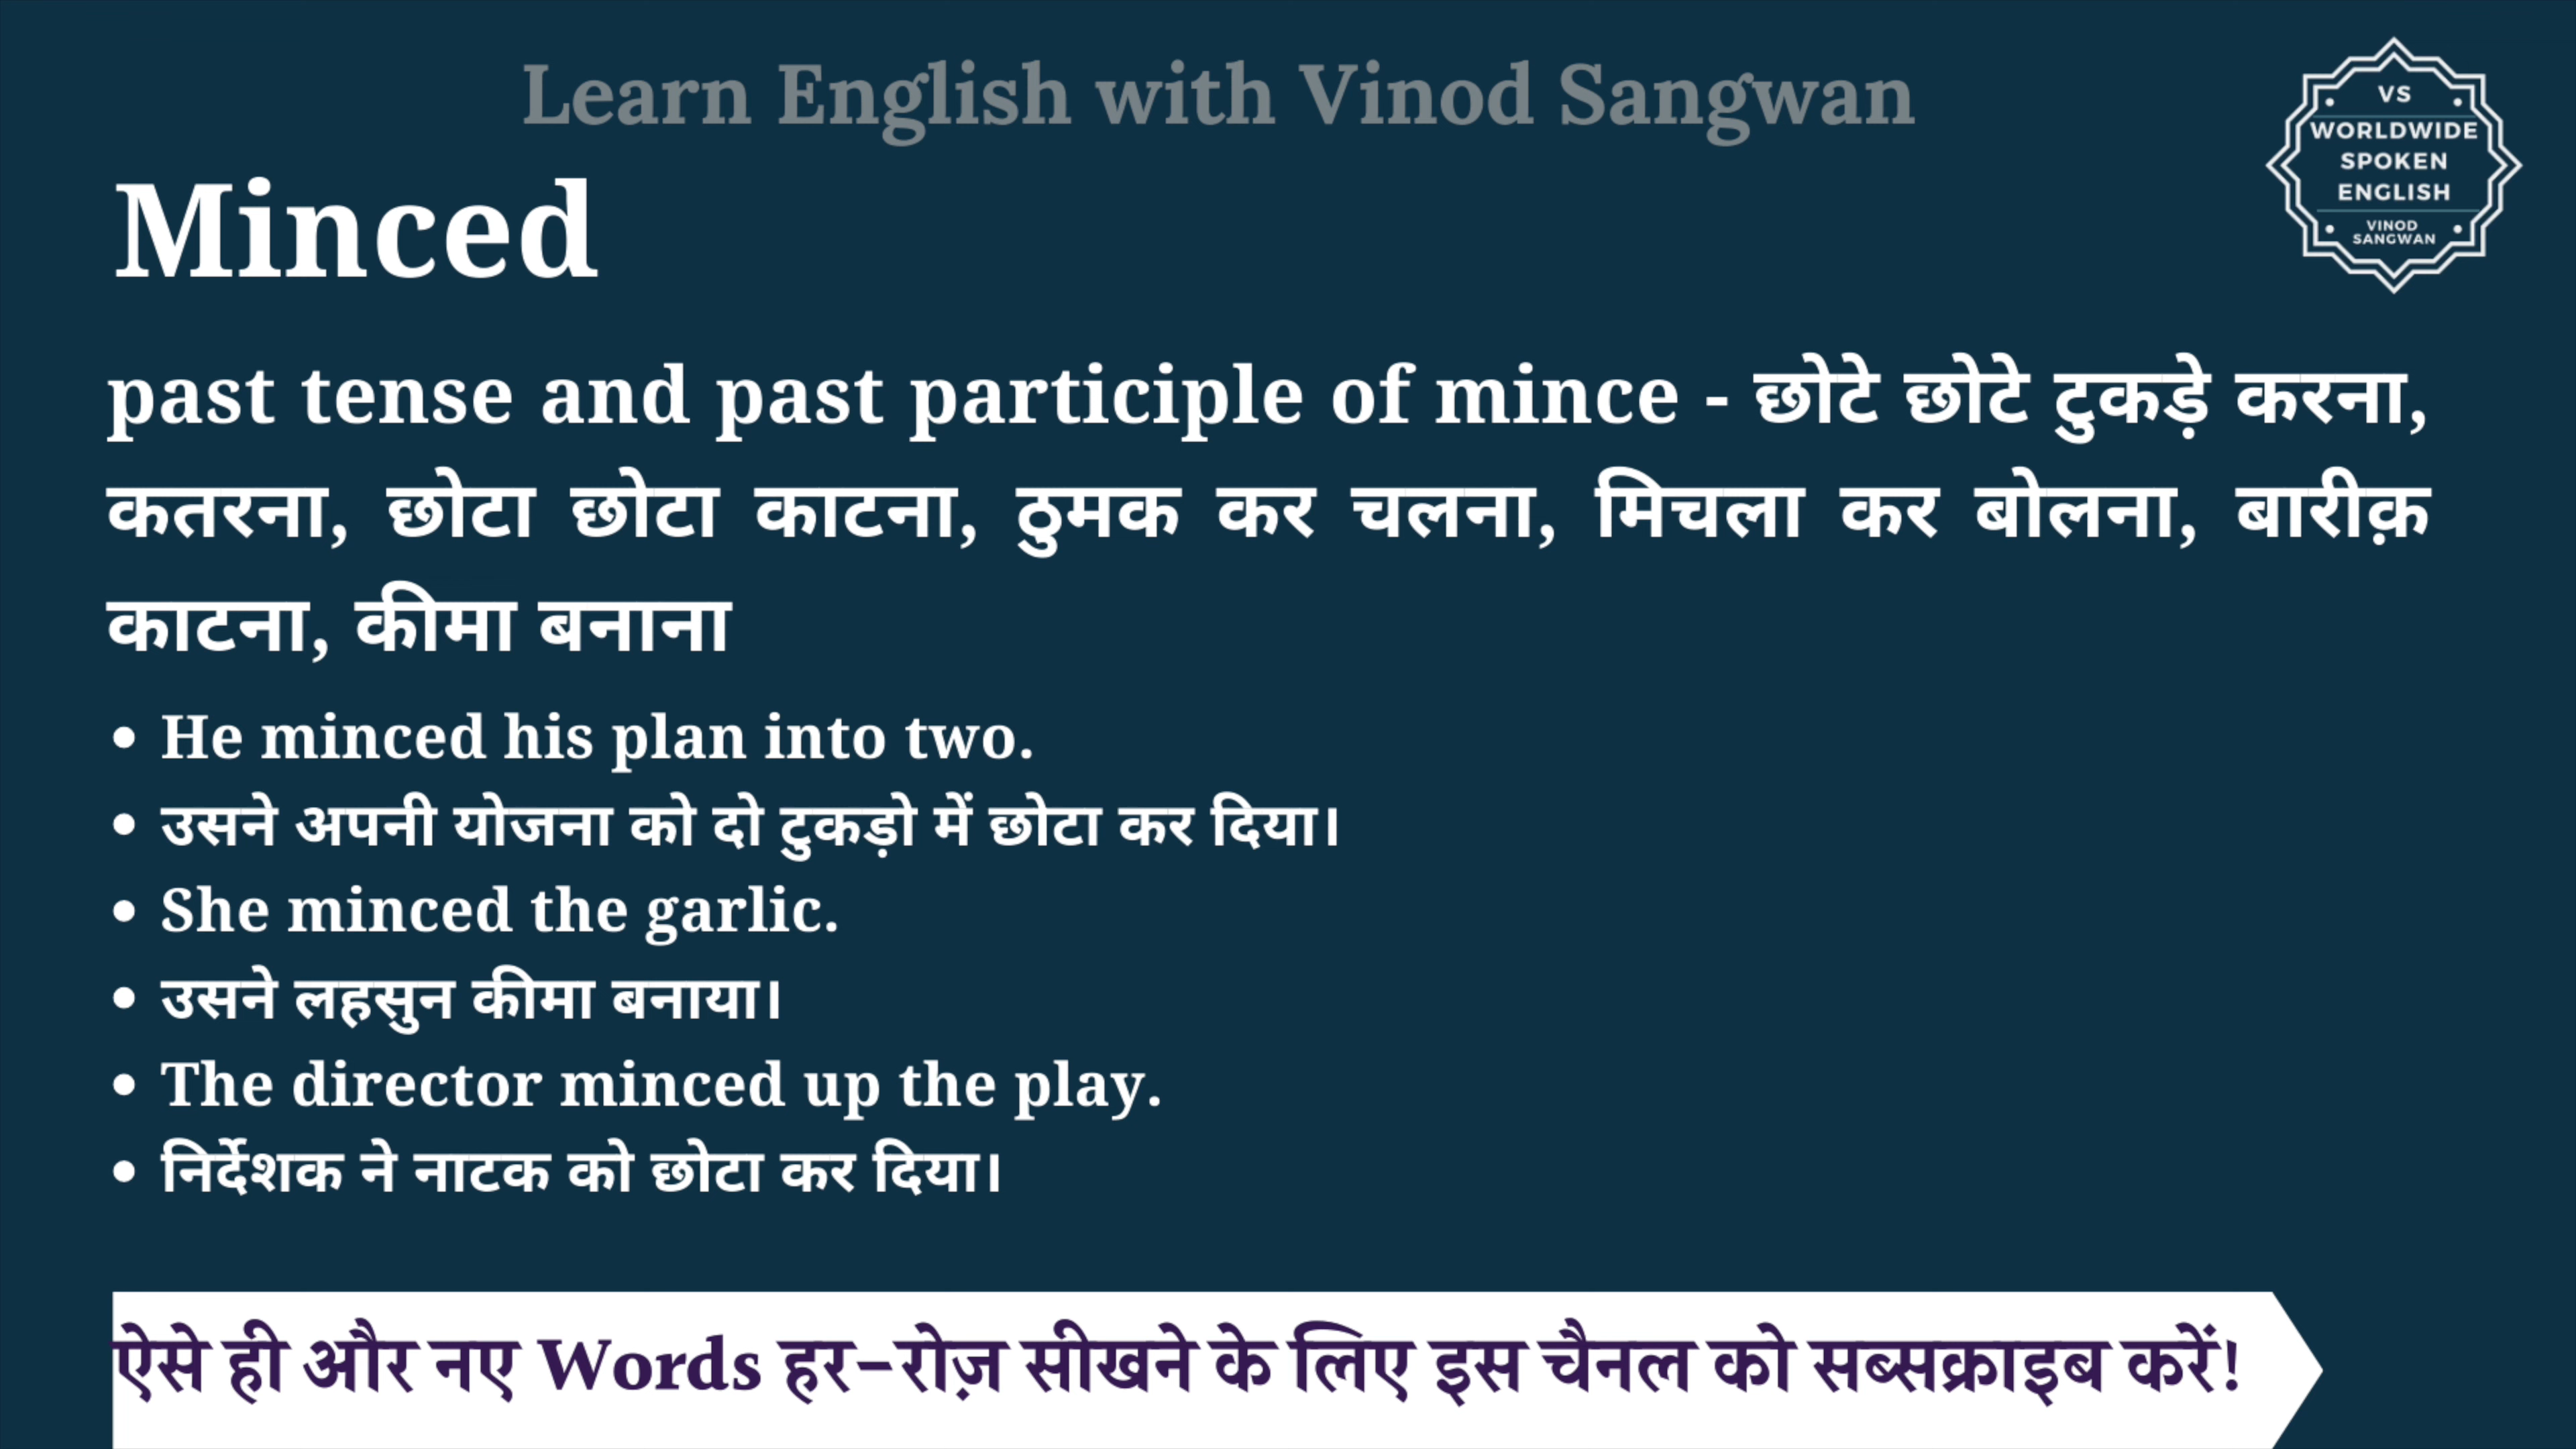 Learn English with Vinod Sangwan
VS
WORLDWIDE
SPOKEN
ENGLISH
VINOD
SANGWAN
Minced
past tense and past participle of mince - छोटे छोटे टुकड़े करना,
कतरना, छोटा छोटा काटना, ठुमक कर चलना, मिचला कर बोलना, बारीक़
काटना, कीमा बनाना
• He minced his plan into two.
• उसने अपनी योजना को दो टुकड़ो में छोटा कर दिया।
• She minced the garlic.
• उसने लहसुन कीमा बनाया।
• The director minced up the play.
• निर्देशक ने नाटक को छोटा कर दिया।
ऐसे ही और नए Words हर-रोज़ सीखने के लिए इस चैनल को सब्सक्राइब करें!